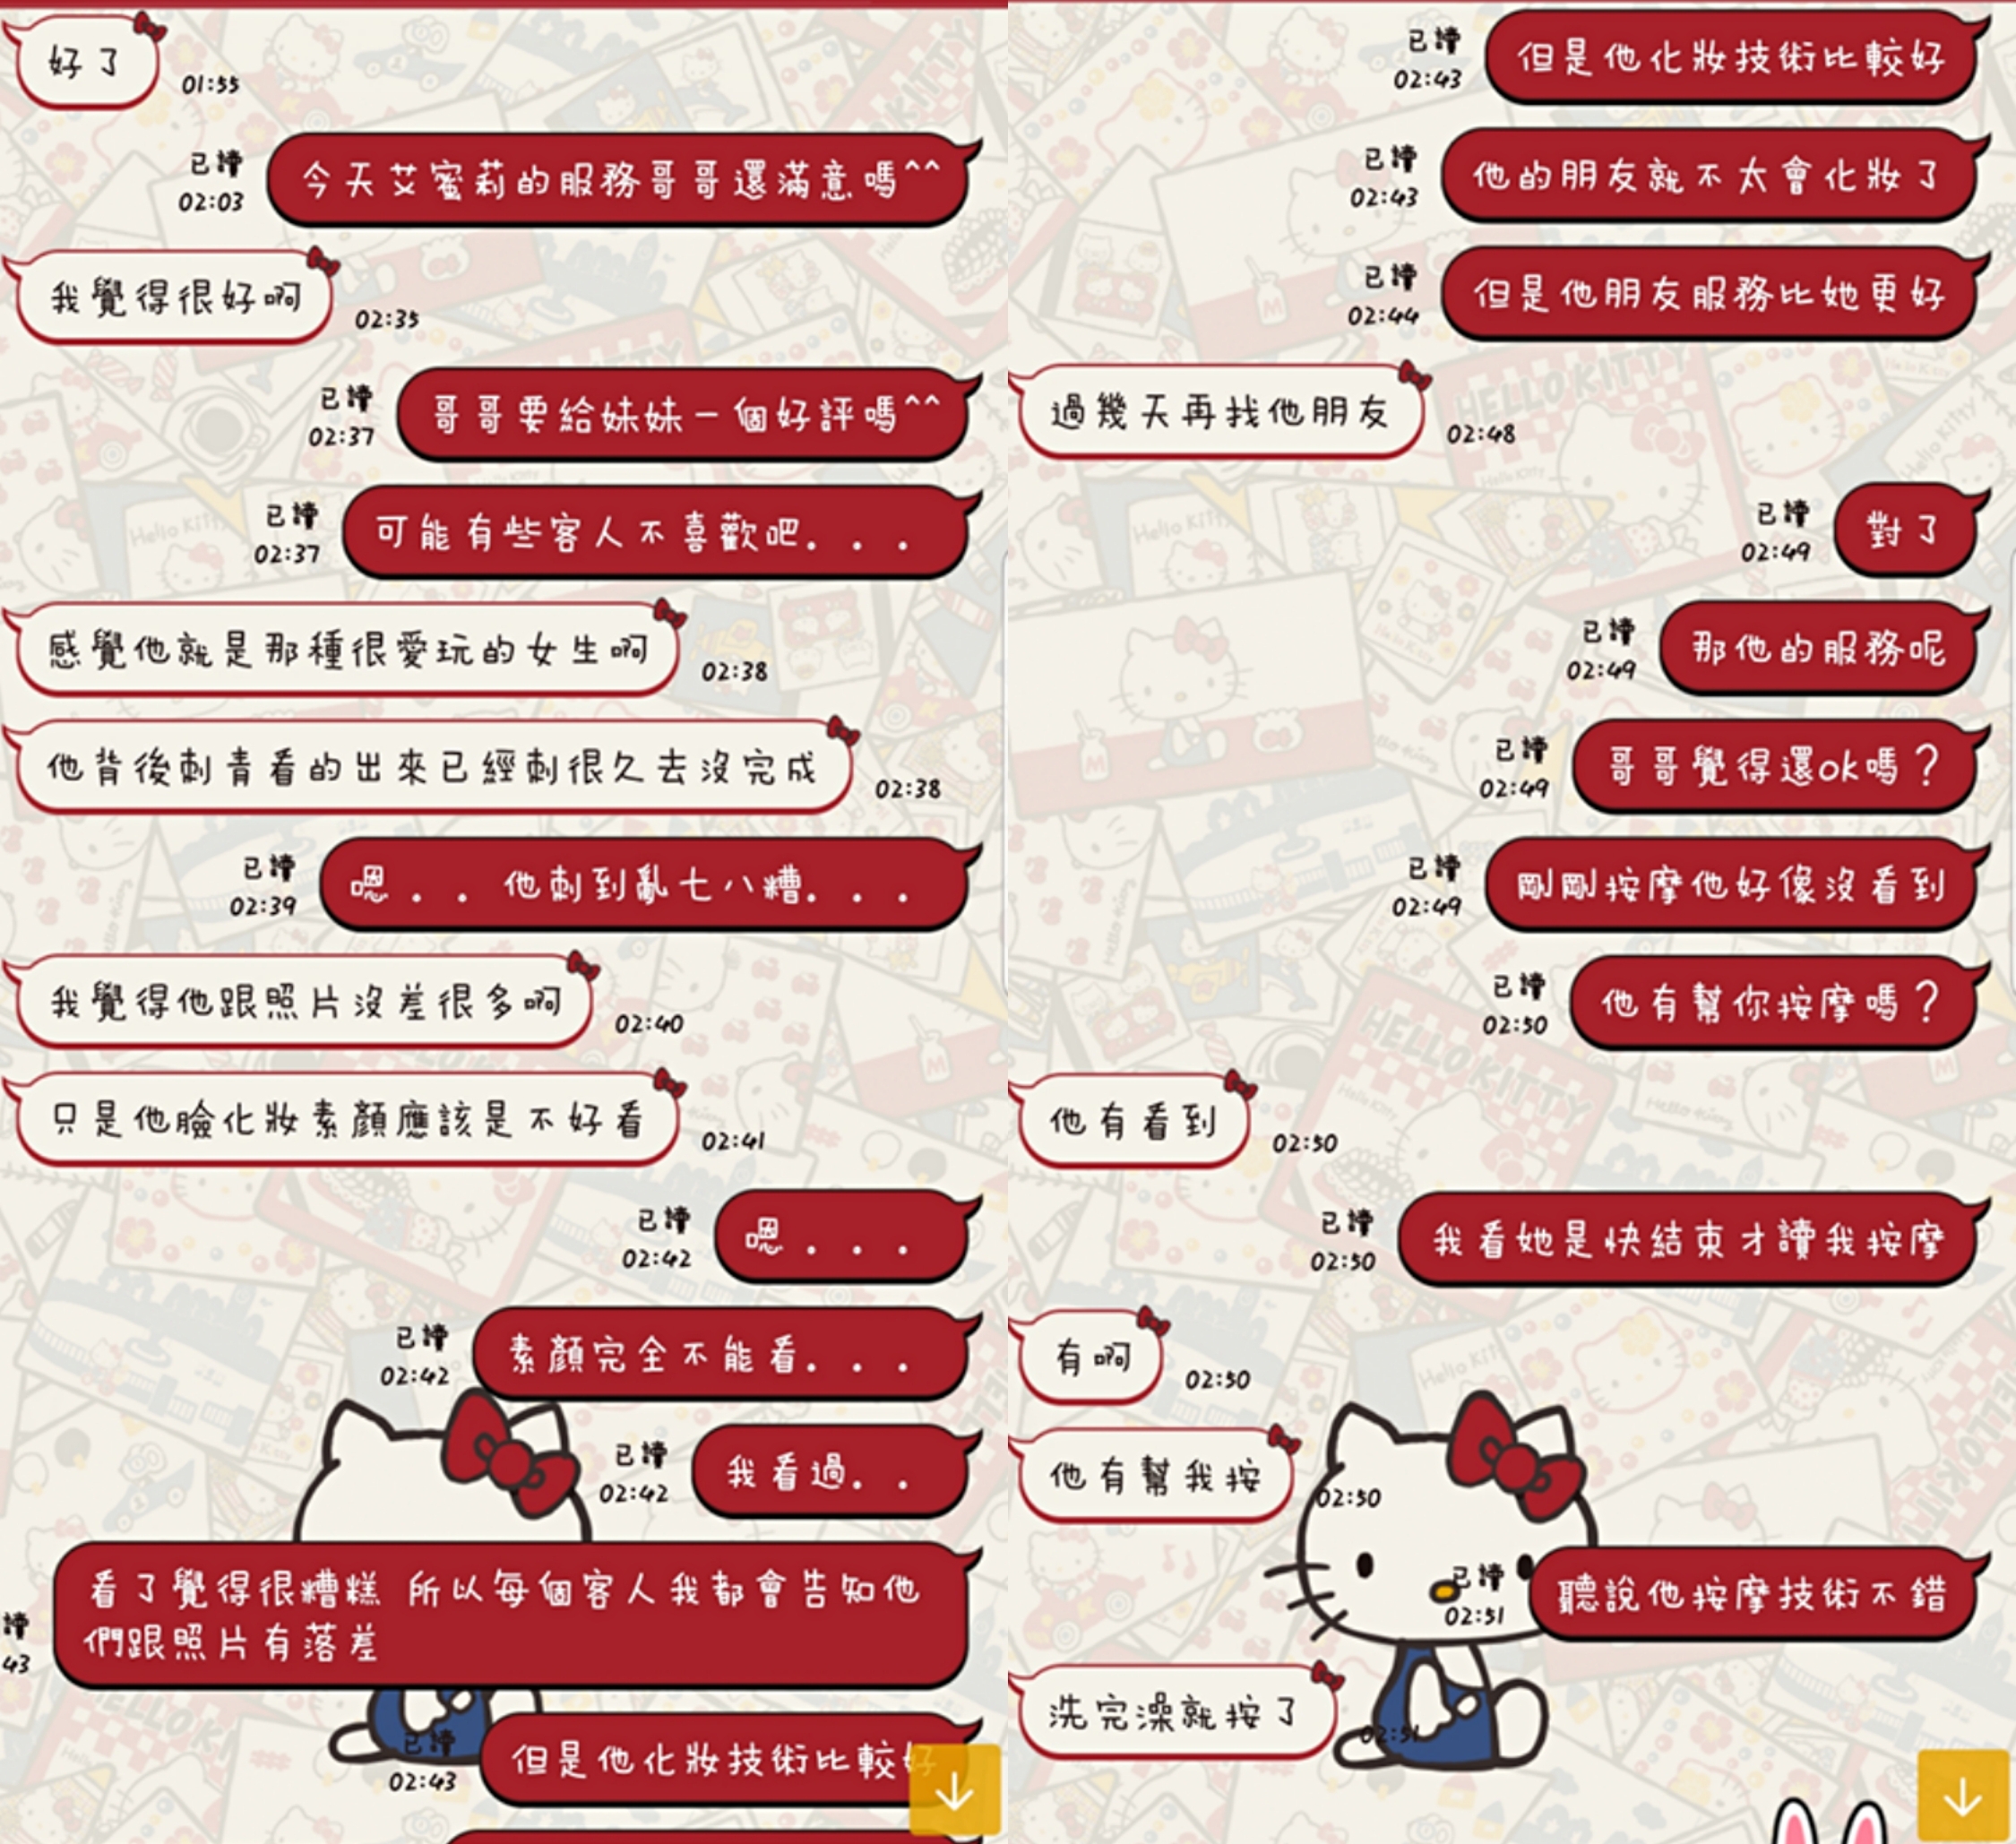 好了
01:55
今天艾蜜莉的服務哥哥還滿意嗎^^
已讀
02:03
我覺得很好啊
02:35
哥哥要給妹妹一個好評嗎^^
已讀
02:37
可能有些客人不喜歡吧...
已讀
02:37
感覺他就是那種很愛玩的女生啊
02:38
他背後刺青看的出來已經刺很久去沒完成
02:38
嗯.. 他刺到亂七八糟...
已讀
02:39
我覺得他跟照片沒差很多啊
02:40
只是他臉化妝素顏應該是不好看
02:41
嗯...
已讀
02:42
素顏完全不能看...
已讀
02:42
我看過..
已讀
02:42
看了覺得很糟糕 所以每個客人我都會告知他
們跟照片有落差
讀
43
但是他化妝技術比較好
已讀
02:43
但是他化妝技術比較好
已讀
02:43
他的朋友就不太會化妝了
已讀
02:43
但是他朋友服務比她更好
已讀
02:44
過幾天再找他朋友
02:48
對了
已讀
02:49
那他的服務呢
已讀
02:49
哥哥覺得還ok嗎?
已讀
02:49
剛剛按摩他好像沒看到
已讀
02:49
他有幫你按摩嗎?
已讀
02:50
他有看到
02:50
我看她是快結束才讀我按摩
已讀
02:50
有啊
02:50
他有幫我按
02:50
聽說他按摩技術不錯
已讀
02:51
洗完澡就按了
02:51
HELLO KITTY
HELLO KITTY
Hello Kitty